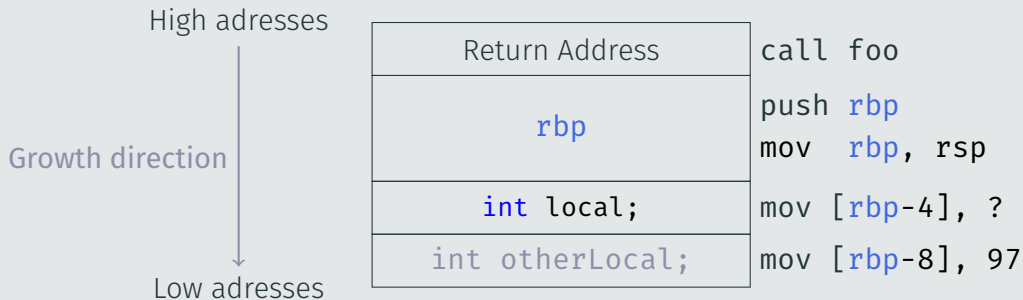 High adresses
Return Address
call foo
push rbp
rbp
mov rbp, rsp
Growth direction
int local;
mov [rbp-4], ?
int otherLocal;
mov [rbp-8], 97
Low adresses